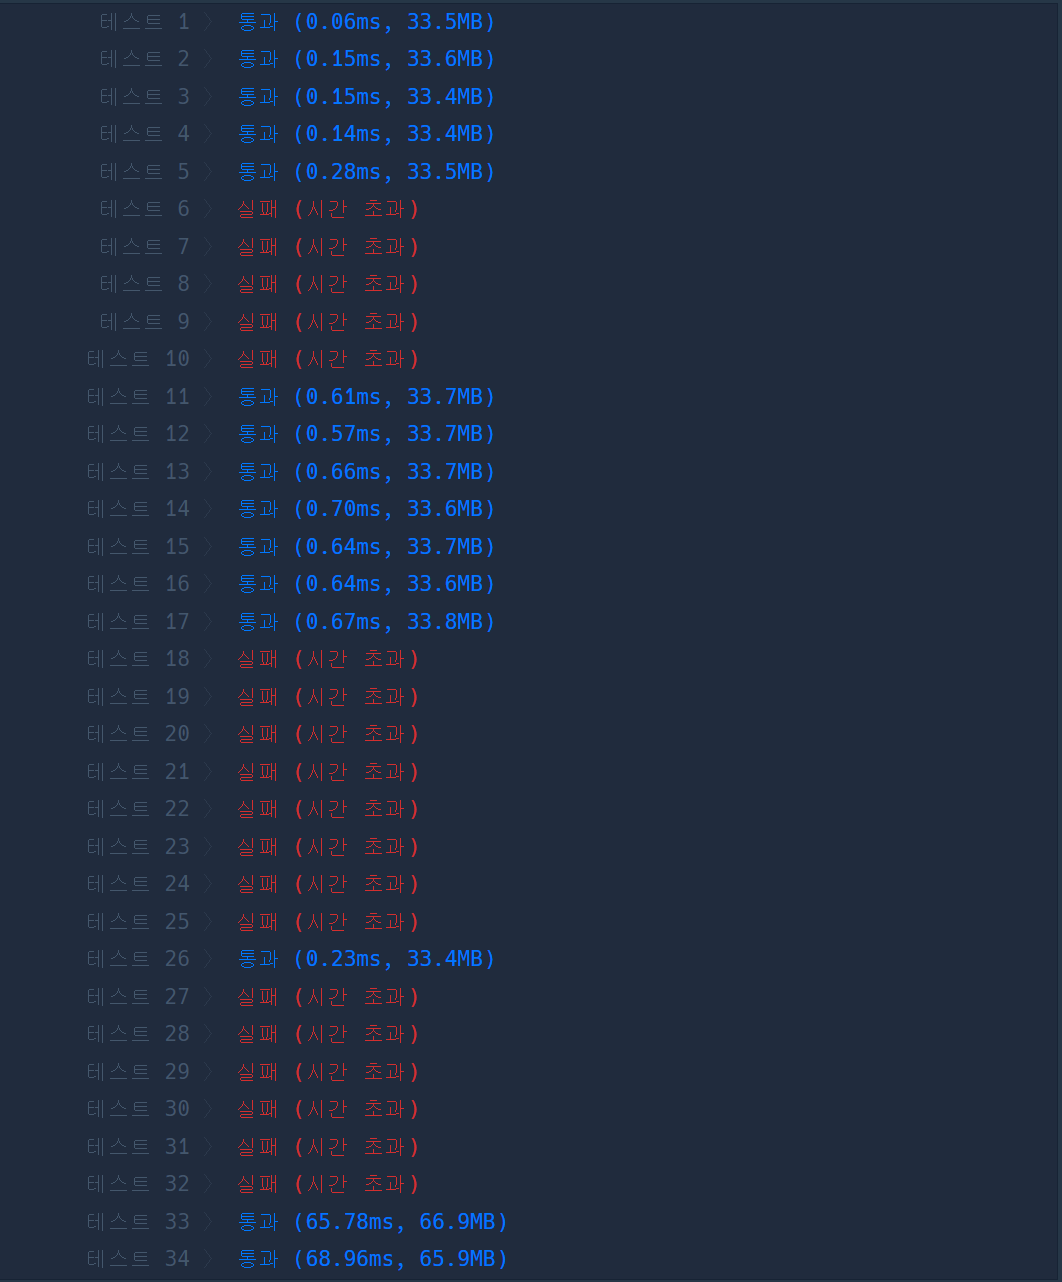 테스트 1 〉 통과 (0.06ms, 33.5MB)
테스트 2 〉 통과 (0.15ms, 33.6MB)
테스트 3 〉 통과 (0.15ms, 33.4MB)
테스트 4 〉 통과 (0.14ms, 33.4MB)
테스트 5 〉 통과 (0.28ms, 33.5MB)
테스트 6 〉 실패 (시간 초과)
테스트 7 〉 실패 (시간 초과)
테스트 8 〉 실패 (시간 초과)
테스트 9 〉 실패 (시간 초과)
테스트 10 〉 실패 (시간 초과)
테스트 11 〉 통과 (0.61ms, 33.7MB)
테스트 12 〉 통과 (0.57ms, 33.7MB)
테스트 13 〉 통과 (0.66ms, 33.7MB)
테스트 14 〉 통과 (0.70ms, 33.6MB)
테스트 15 〉 통과 (0.64ms, 33.7MB)
테스트 16 〉 통과 (0.64ms, 33.6MB)
테스트 17 〉 통과 (0.67ms, 33.8MB)
테스트 18 〉 실패 (시간 초과)
테스트 19 〉 실패 (시간 초과)
테스트 20 〉 실패 (시간 초과)
테스트 21 〉 실패 (시간 초과)
테스트 22 〉 실패 (시간 초과)
테스트 23 〉 실패 (시간 초과)
테스트 24 〉 실패 (시간 초과)
테스트 25 〉 실패 (시간 초과)
테스트 26 〉 통과 (0.23ms, 33.4MB)
테스트 27 〉 실패 (시간 초과)
테스트 28 〉 실패 (시간 초과)
테스트 29 〉 실패 (시간 초과)
테스트 30 〉 실패 (시간 초과)
테스트 31 〉 실패 (시간 초과)
테스트 32 〉 실패 (시간 초과)
테스트 33 〉 통과 (65.78ms, 66.9MB)
테스트 34 〉 통과 (68.96ms, 65.9MB)